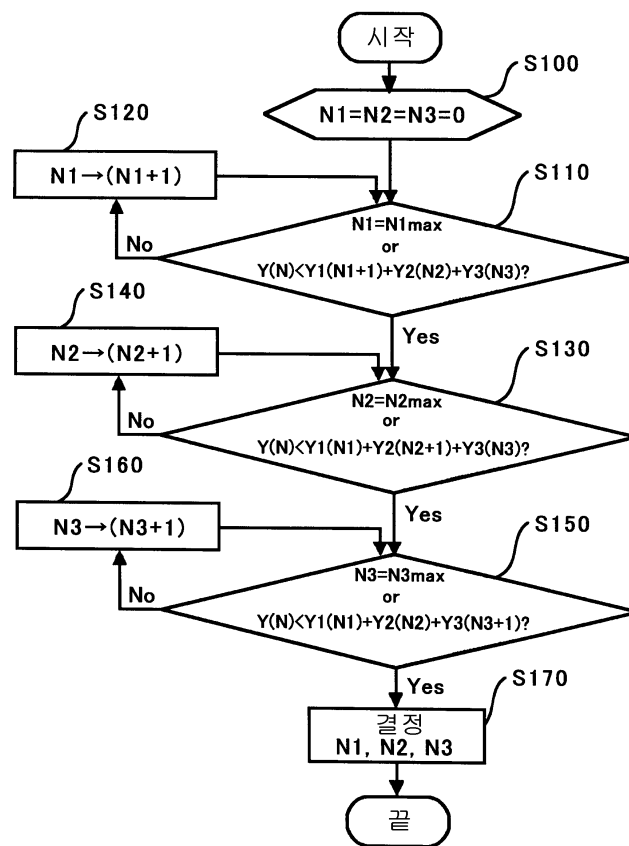 시작
S100
N1=N2=N3=0
S120
N1→(N1+1)
S110
N1=N1max
or
Y(N)<Y1(N1+1)+Y2(N2)+Y3(N3)?
No
Yes
S140
N2→(N2+1)
S130
N2=N2max
or
Y(N)<Y1(N1)+Y2(N2+1)+Y3(N3)?
No
Yes
S160
N3→(N3+1)
S150
N3=N3max
or
Y(N)<Y1(N1)+Y2(N2)+Y3(N3+1)?
No
Yes
S170
결정
N1, N2, N3
끝